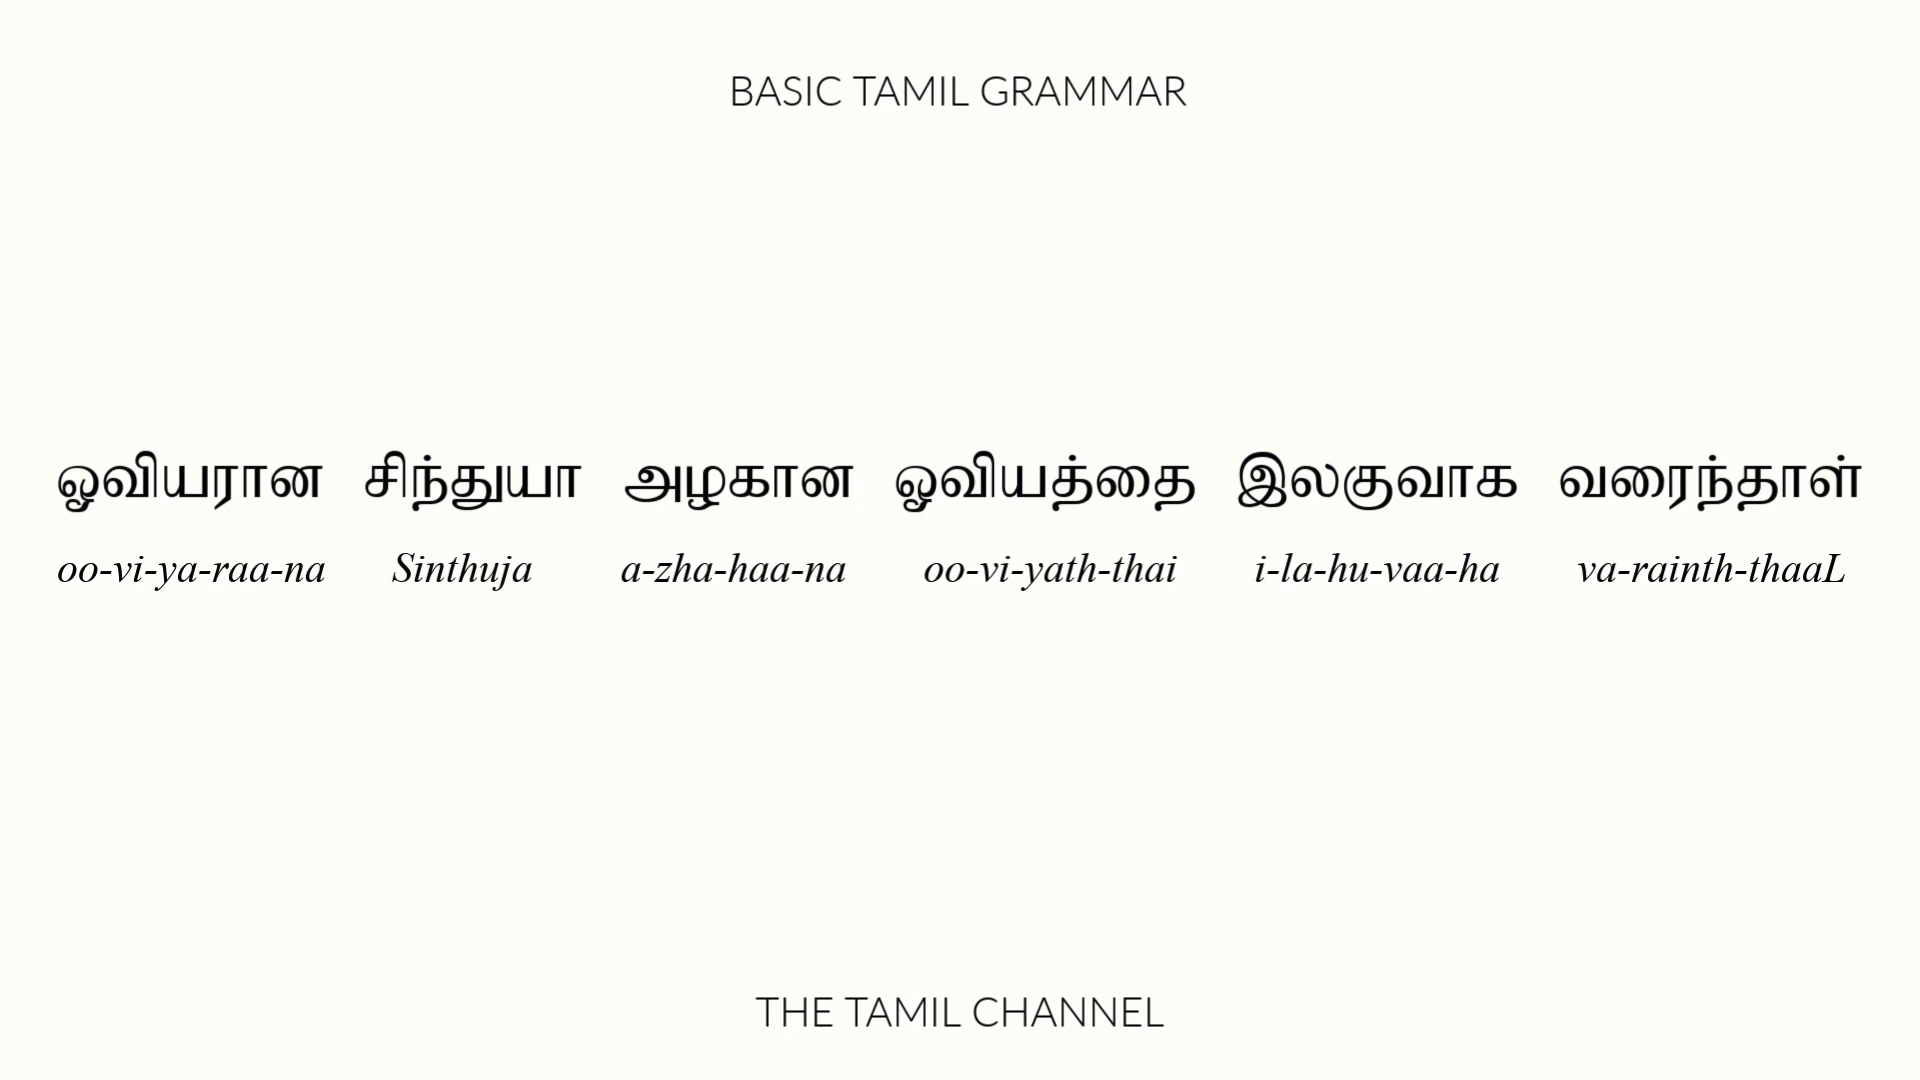 BASIC TAMIL GRAMMAR
ஓவியரான சிந்துயா அழகான ஓவியத்தை இலகுவாக வரைந்தாள்
oo-vi-ya-raa-na Sinthuja a-zha-haa-na oo-vi-yath-thai i-la-hu-vaa-ha va-rainth-thaaL
THE TAMIL CHANNEL